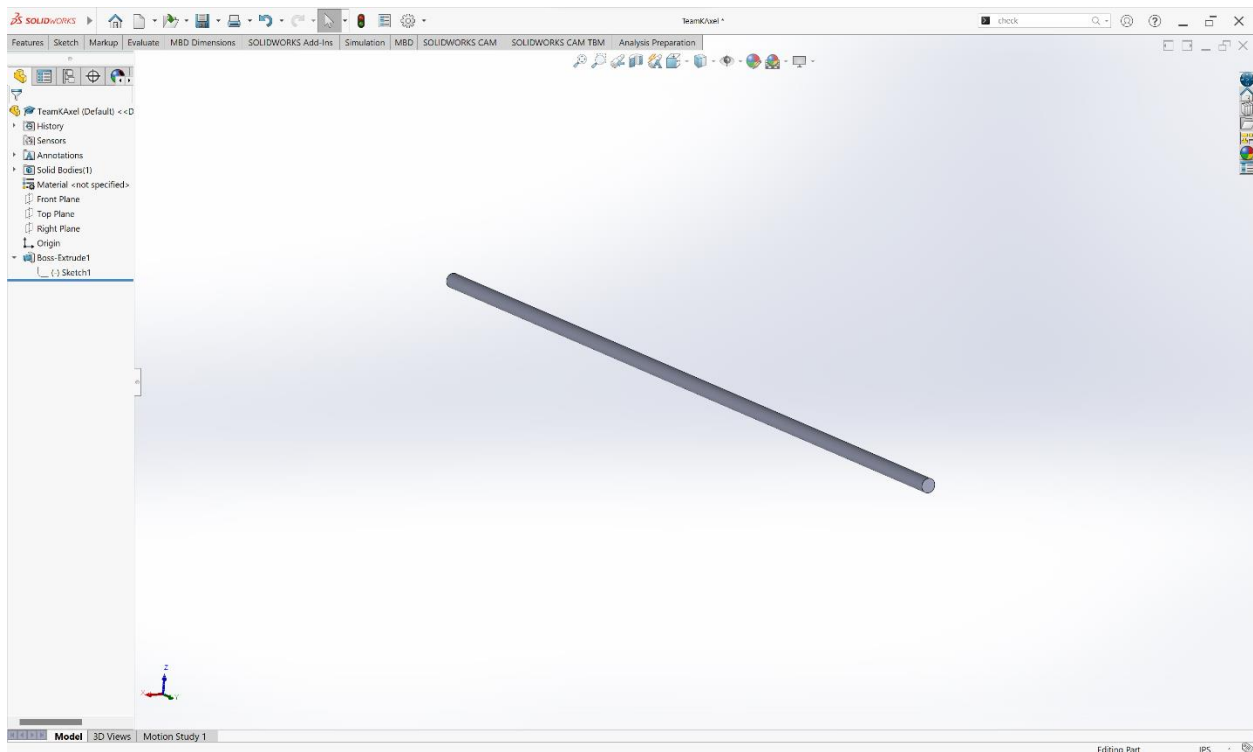 SOLIDWORKS
TeamKAxel *
check
Features Sketch Markup Evaluate MBD Dimensions SOLIDWORKS Add-Ins Simulation MBD SOLIDWORKS CAM SOLIDWORKS CAM TBM Analysis Preparation
TeamKAxel (Default) <<D
History
Sensors
Annotations
Solid Bodies(1)
Material <not specified>
Front Plane
Top Plane
Right Plane
Origin
Boss-Extrude1
(-) Sketch1
Z
X
Y
Model 3D Views Motion Study 1
Editing Part IPS